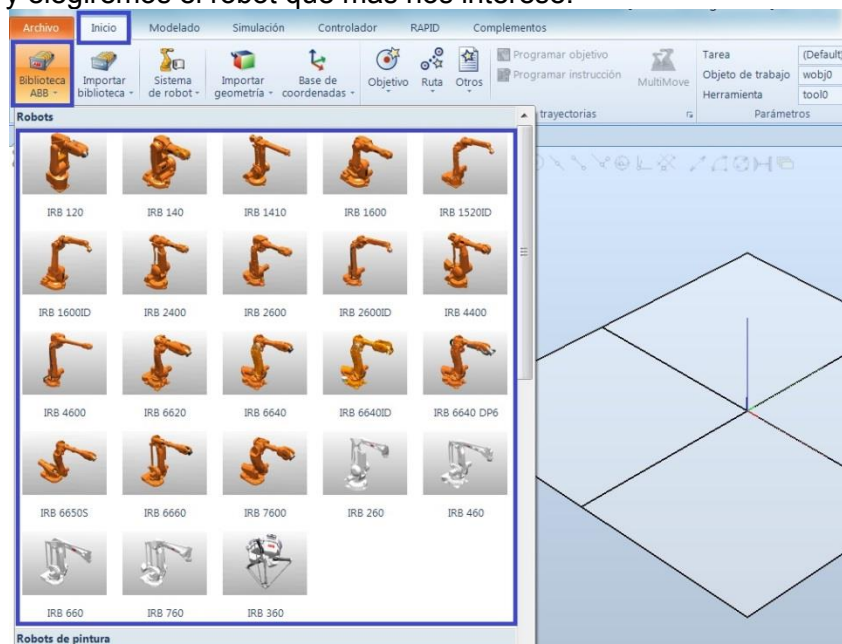 y elegiremos el robot que más nos interese.
Archivo Inicio Modelado Simulación Controlador RAPID Complementos
Biblioteca ABB
Importar biblioteca
Sistema de robot
Importar geometría
Base de coordenadas
Objetivo
Ruta
Otros
Programar objetivo
Programar instrucción
MultiMove
Tarea (Default)
Objeto de trabajo wobj0
Herramienta tool0
trayectorias
Parámetros
Robots
IRB 120 IRB 140 IRB 1410 IRB 1600 IRB 1520ID
IRB 1600ID IRB 2400 IRB 2600 IRB 2600ID IRB 4400
IRB 4600 IRB 6620 IRB 6640 IRB 6640ID IRB 6640 DP6
IRB 6650S IRB 6660 IRB 7600 IRB 260 IRB 460
IRB 660 IRB 760 IRB 360
Robots de pintura